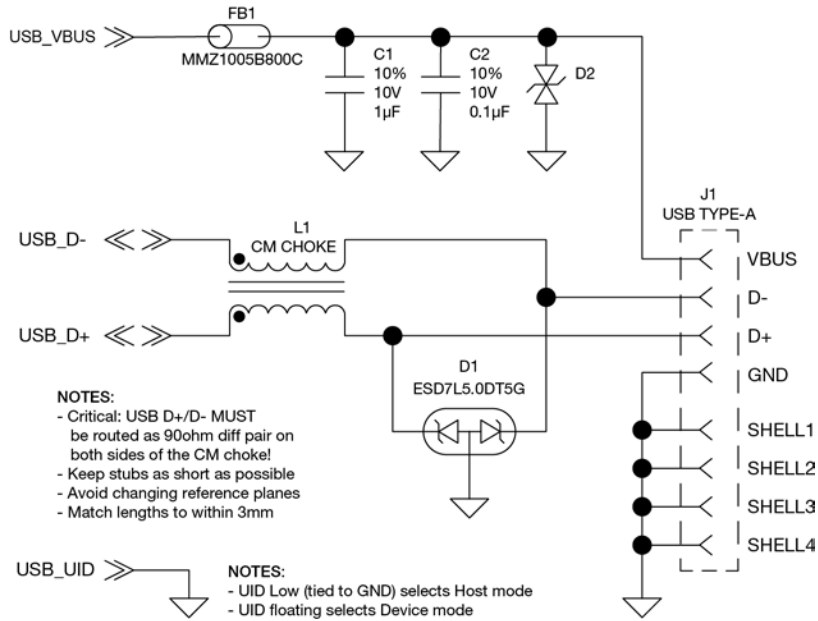 FB1
USB_VBUS
MMZ1005B800C
C1
10%
10V
1µF
C2
10%
10V
0.1µF
D2
J1
USB TYPE-A
L1
CM CHOKE
USB_D-
USB_D+
VBUS
D-
D+
GND
SHELL1
SHELL2
SHELL3
SHELL4
D1
ESD7L5.0DT5G
NOTES:
- Critical: USB D+/D- MUST
be routed as 90ohm diff pair on
both sides of the CM choke!
- Keep stubs as short as possible
- Avoid changing reference planes
- Match lengths to within 3mm
USB_UID
NOTES:
- UID Low (tied to GND) selects Host mode
- UID floating selects Device mode